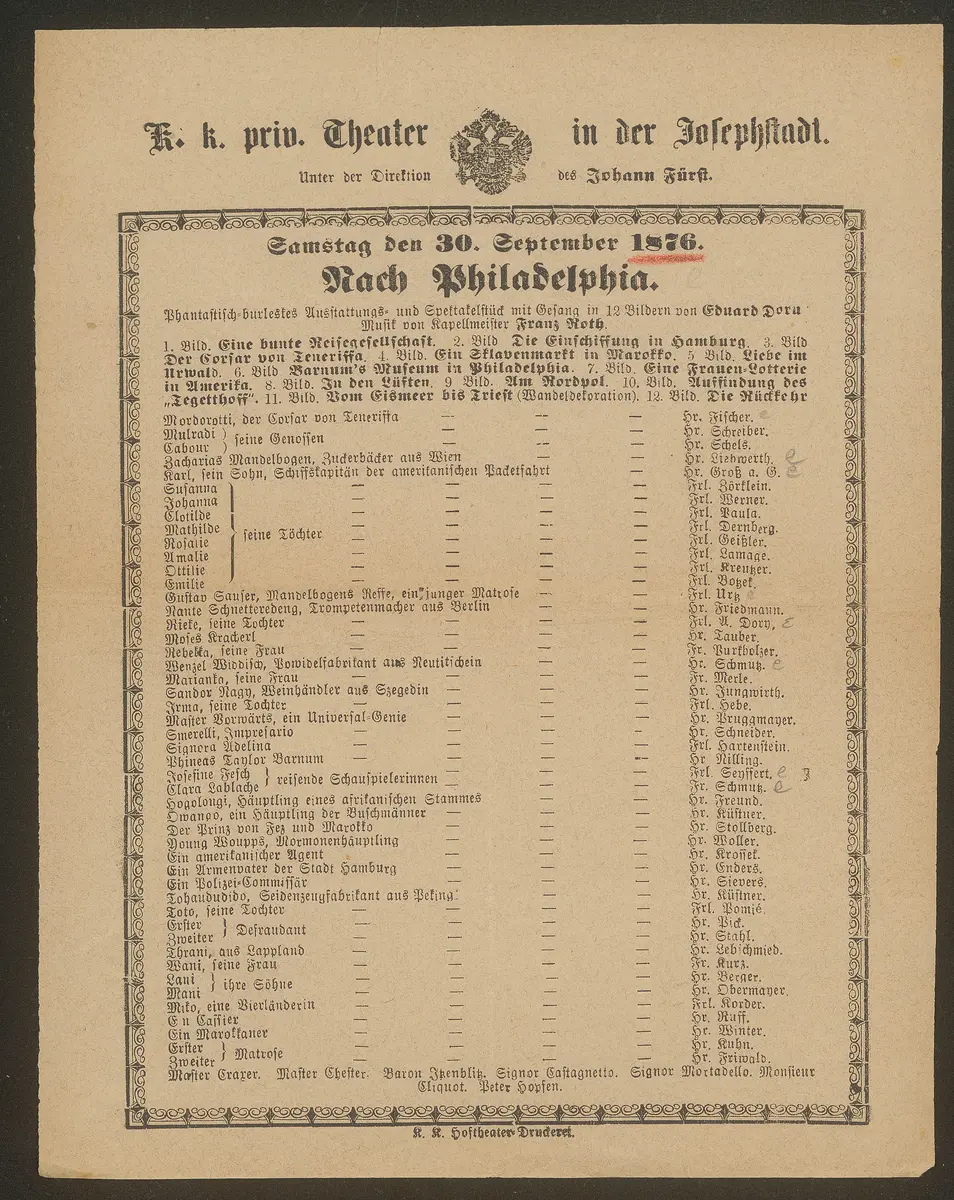 K. k. priv. Theater in der Josephstadt.
Unter der Direktion des Johann Fürst.
Samstag den 30. September 1876.
Nach Philadelphia.
Phantastisch-burleskes Ausstattungs- und Spektakelstück mit Gesang in 12 Bildern von Eduard Dorn
Musik von Kapellmeister Franz Roth.
1. Bild. Eine bunte Reisegesellschaft. 2. Bild Die Einschiffung in Hamburg. 3. Bild
Der Corsar von Teneriffa. 4. Bild. Ein Sklavenmarkt in Marokko. 5 Bild. Liebe im
Urwald. 6. Bild Barnum's Museum in Philadelphia. 7. Bild. Eine Frauen-Lotterie
in Amerika. 8. Bild. In den Lüften. 9 Bild. Am Nordpol. 10. Bild. Auffindung des
„Tegetthoff". 11. Bild. Vom Eismeer bis Triest (Wandeldekoration). 12. Bild. Die Rückkehr
Mordorotti, der Corsar von Teneriffa — — — Hr. Fischer. e
Mulradi } — — — Hr. Schreiber.
seine Genossen
Cabour } — — — Hr. Schels.
Zacharias Mandelbogen, Zuckerbäcker aus Wien — — Hr. Liebwerth. e
Karl, sein Sohn, Schiffskapitän der amerikanischen Packetfahrt — Hr. Groß a. G. e
Susanna — — — — Frl. Zörklein.
Johanna — — — — Frl. Werner.
Clotilde — — — — Frl. Paula.
Mathilde — — — — Frl. Dernberg.
seine Töchter
Rosalie — — — — Frl. Geißler.
Amalie — — — — Frl. Lamage.
Ottilie — — — — Frl. Kreutzer.
Emilie — — — — Frl. Botzek.
Gustav Sauser, Mandelbogens Neffe, ein junger Matrose — Frl. Urtz e
Nante Schnetteredeng, Trompetenmacher aus Berlin — — Hr. Friedmann.
Rieke, seine Tochter — — — — Frl. A. Dorn, e
Moses Kracherl — — — — Hr. Tauber.
Rebekka, seine Frau — — — — Fr. Purkholzer.
Wenzel Widdisch, Powidelfabrikant aus Neutitschein — — Hr. Schmutz. e
Marianka, seine Frau — — — — Fr. Merle.
Sandor Nagy, Weinhändler aus Szegedin — — — Hr. Jungwirth.
Irma, seine Tochter — — — — Frl. Hebe.
Master Vorwärts, ein Universal-Genie — — — Hr. Bruggmayer.
Smerelli, Impresario — — — — Hr. Schneider.
Signora Adelina — — — — Frl. Hartenstein.
Phineas Taylor Barnum — — — — Hr Rilling.
Josefine Fesch } — — — Frl. Seyffert. e
reisende Schauspielerinnen
Clara Lablache } — — — Fr. Schmutz. e
Hogolongi, Häuptling eines afrikanischen Stammes — — Hr. Freund.
Owango, ein Häuptling der Buschmänner — — — Hr. Küstner.
Der Prinz von Fez und Marokko — — — Hr. Stollberg.
Young Woupps, Mormonenhäuptling — — — Hr. Woller.
Ein amerikanischer Agent — — — Hr. Krossek.
Ein Armenvater der Stadt Hamburg — — — Hr. Enders.
Ein Polizei-Commissär — — — — Hr. Sievers.
Tohaududido, Seidenzeugfabrikant aus Peking — — Hr. Küstner.
Toto, seine Tochter — — — — Frl. Pomié.
Erster } — — — — Hr. Pick.
Defraudant
Zweiter } — — — — Hr. Stahl.
Thrani, aus Lappland — — — — Hr. Lebschmied.
Wani, seine Frau — — — — Fr. Kurz.
Lani } — — — — Hr. Berger.
ihre Söhne
Mani } — — — — Hr. Obermayer.
Miko, eine Vierländerin — — — — Frl. Korder.
E n Cassier — — — — Hr. Ruff.
Ein Marokkaner — — — — Hr. Winter.
Erster } — — — — Hr. Kuhn.
Matrose
Zweiter } — — — — Hr. Friwald.
Master Craxer. Master Chester. Baron Itzenblitz. Signor Castagnetto. Signor Mortadello. Monsieur
Cliquot. Peter Hopfen.
K. K. Hoftheater-Druckerei.